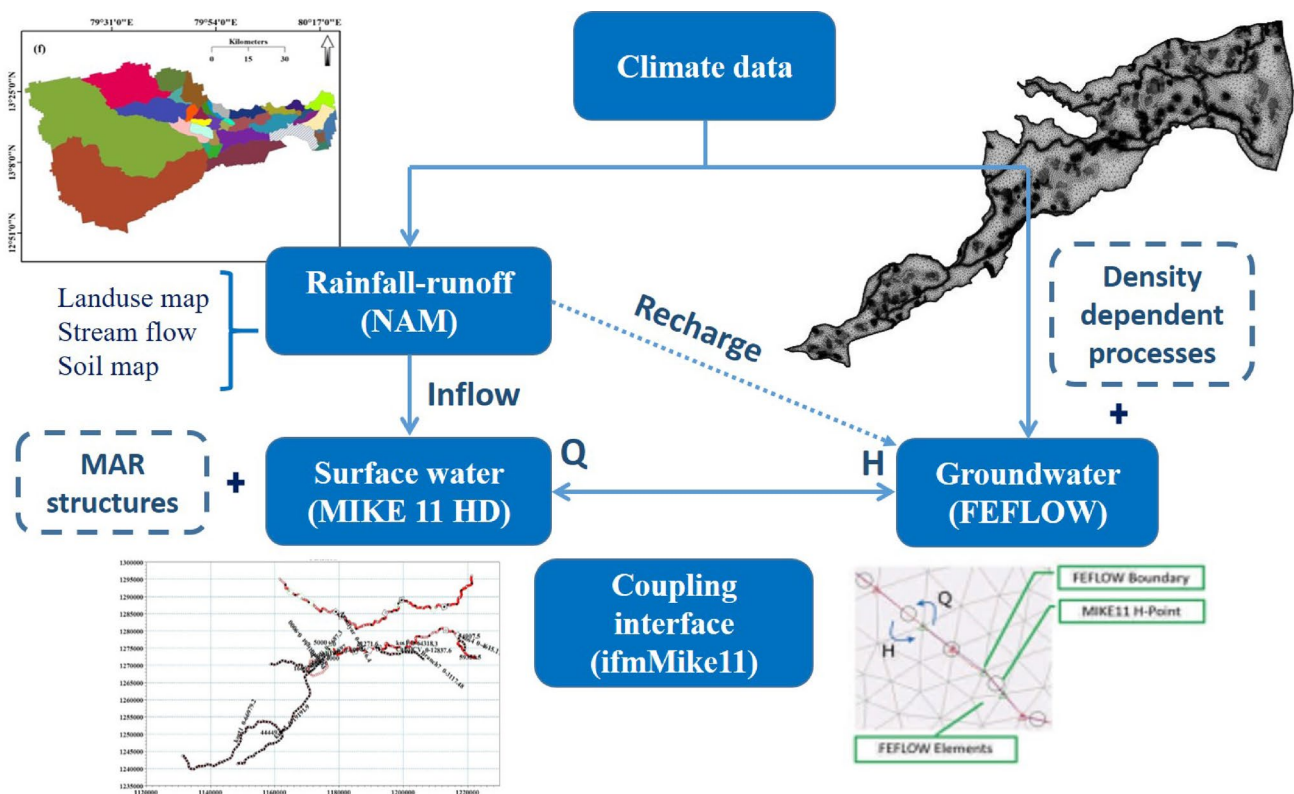 79°31'0"E 79°54'0"E 80°17'0"E
(f)
Kilometers
0 15 30
13°25'0"N
13°8'0"N
12°51'0"N
Climate data
Rainfall-runoff
(NAM)
Landuse map
Stream flow
Soil map
Recharge
Density
dependent
processes
+
Inflow
MAR
structures
+
Surface water
(MIKE 11 HD)
Q
H
Groundwater
(FEFLOW)
Coupling
interface
(ifmMike11)
1300000
1295000
1290000
1285000
1280000
1275000
1270000
1265000
1260000
1255000
1250000
1245000
1240000
1235000
1140000 1160000 1180000 1200000
FEFLOW Boundary
MIKE11 H-Point
Q
H
FEFLOW Elements